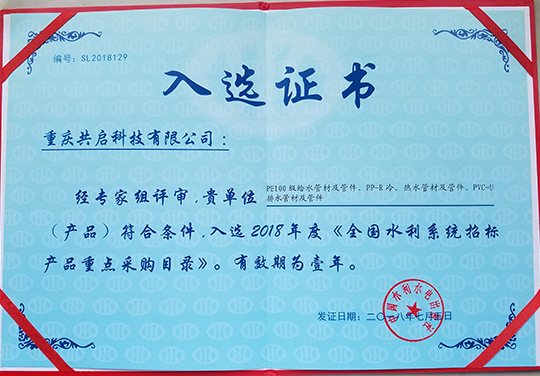 编号：SL2018129
入选证书
重庆共启科技有限公司：
经专家组评审，贵单位 PE100级给水管材及管件、PP-R冷、热水管材及管件、PVC-U
排水管材及管件
（产品）符合条件，入选2018年度《全国水利系统招标
产品重点采购目录》。有效期为壹年。
发证日期：二〇一八年七月五日